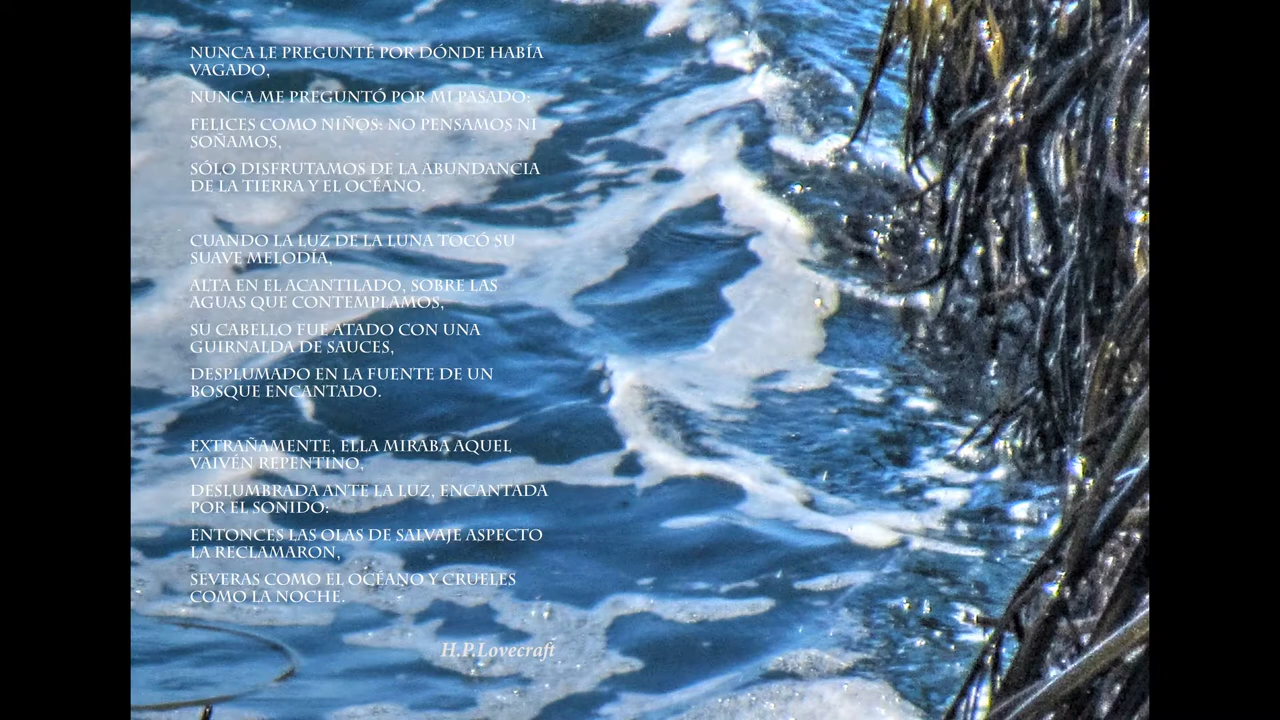 NUNCA LE PREGUNTÉ POR DÓNDE HABÍA
VAGADO,
NUNCA ME PREGUNTÓ POR MI PASADO:
FELICES COMO NIÑOS: NO PENSAMOS NI
SOÑAMOS,
SÓLO DISFRUTAMOS DE LA ABUNDANCIA
DE LA TIERRA Y EL OCÉANO.
CUANDO LA LUZ DE LA LUNA TOCÓ SU
SUAVE MELODÍA,
ALTA EN EL ACANTILADO, SOBRE LAS
AGUAS QUE CONTEMPLAMOS,
SU CABELLO FUE ATADO CON UNA
GUIRNALDA DE SAUCES,
DESPLUMADO EN LA FUENTE DE UN
BOSQUE ENCANTADO.
EXTRAÑAMENTE, ELLA MIRABA AQUEL
VAIVÉN REPENTINO,
DESLUMBRADA ANTE LA LUZ, ENCANTADA
POR EL SONIDO:
ENTONCES LAS OLAS DE SALVAJE ASPECTO
LA RECLAMARON,
SEVERAS COMO EL OCÉANO Y CRUELES
COMO LA NOCHE.
H.P.Lovecraft